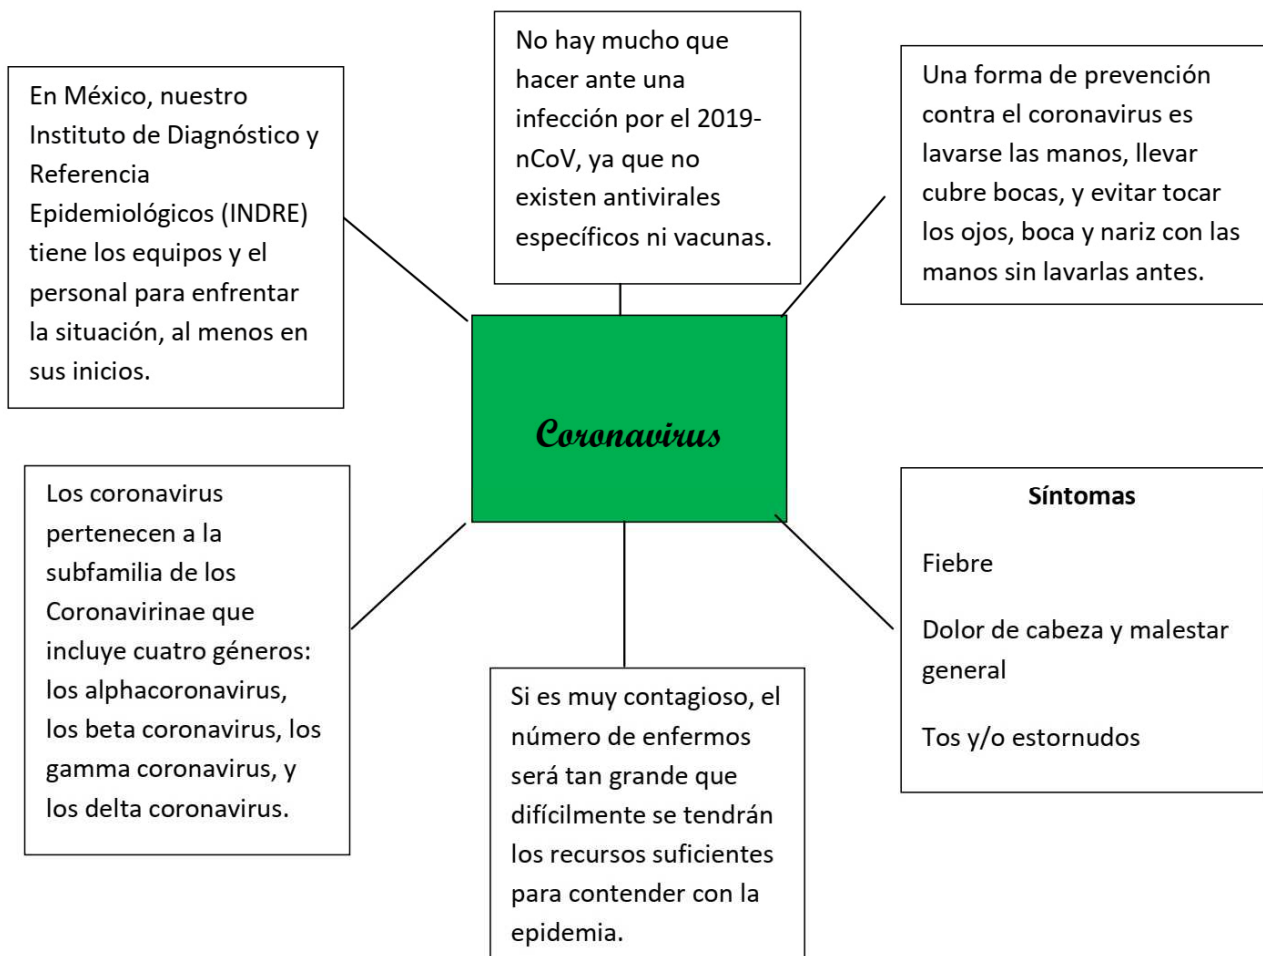 En México, nuestro
Instituto de Diagnóstico y
Referencia
Epidemiológicos (INDRE)
tiene los equipos y el
personal para enfrentar
la situación, al menos en
sus inicios.
No hay mucho que
hacer ante una
infección por el 2019-
nCoV, ya que no
existen antivirales
específicos ni vacunas.
Una forma de prevención
contra el coronavirus es
lavarse las manos, llevar
cubre bocas, y evitar tocar
los ojos, boca y nariz con las
manos sin lavarlas antes.
Coronavirus
Los coronavirus
pertenecen a la
subfamilia de los
Coronavirinae que
incluye cuatro géneros:
los alphacoronavirus,
los beta coronavirus, los
gamma coronavirus, y
los delta coronavirus.
Si es muy contagioso, el
número de enfermos
será tan grande que
difícilmente se tendrán
los recursos suficientes
para contender con la
epidemia.
Síntomas
Fiebre
Dolor de cabeza y malestar
general
Tos y/o estornudos